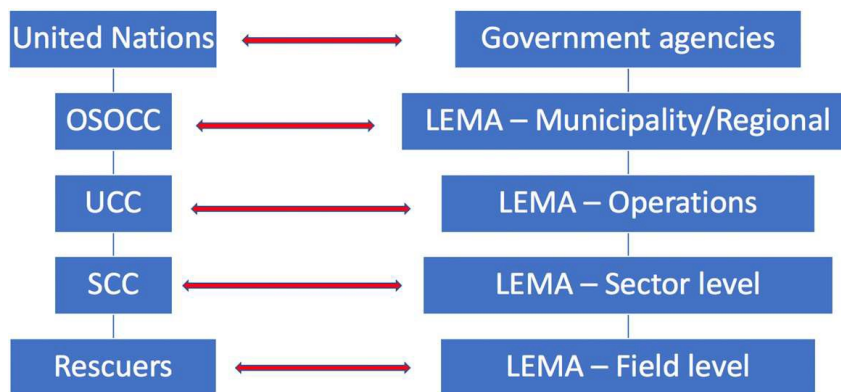 United Nations
Government agencies
OSOCC
LEMA – Municipality/Regional
UCC
LEMA – Operations
SCC
LEMA – Sector level
Rescuers
LEMA – Field level